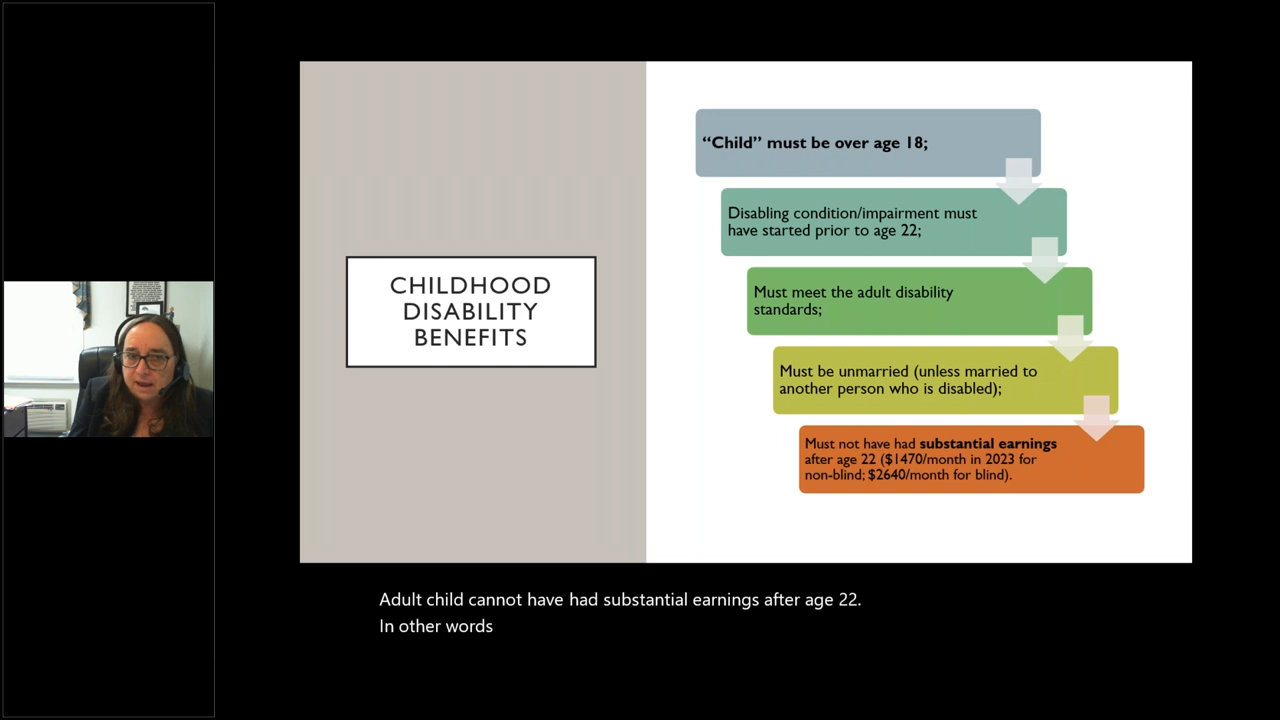 CHILDHOOD
DISABILITY
BENEFITS
“Child” must be over age 18;
Disabling condition/impairment must
have started prior to age 22;
Must meet the adult disability
standards;
Must be unmarried (unless married to
another person who is disabled);
Must not have had substantial earnings
after age 22 ($1470/month in 2023 for
non-blind; $2640/month for blind).
Adult child cannot have had substantial earnings after age 22.
In other words